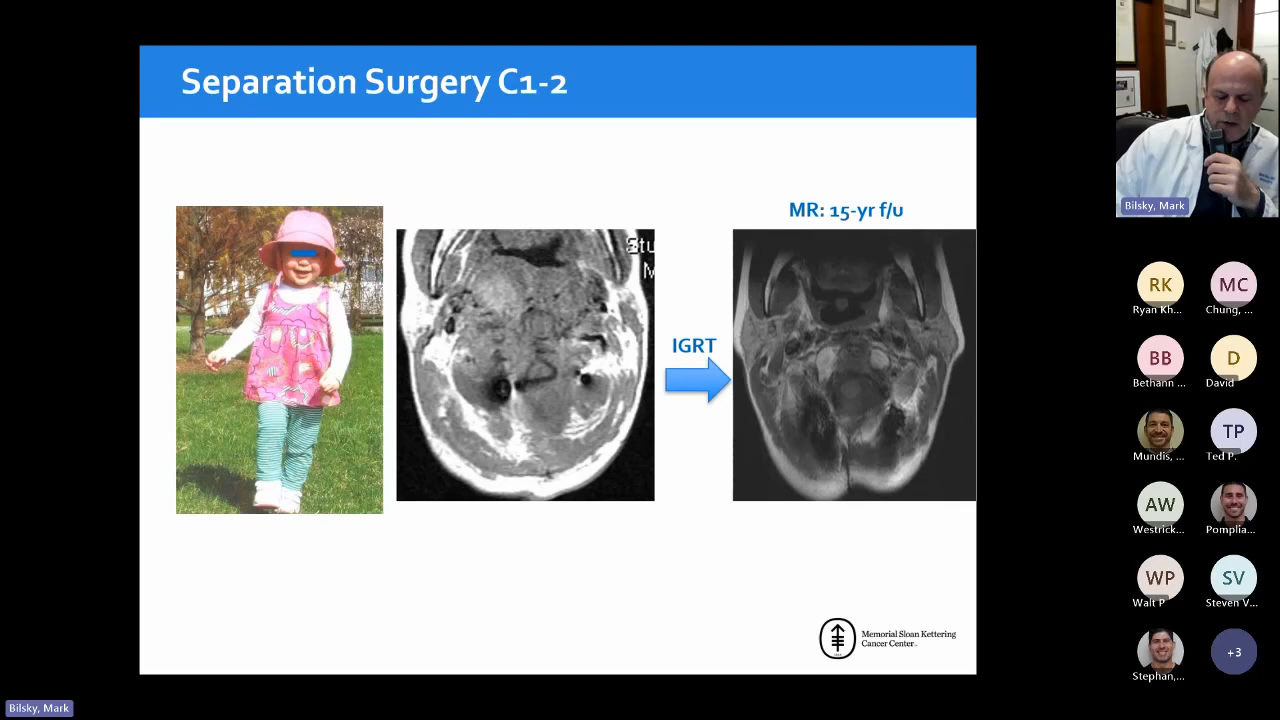 Separation Surgery C1-2
MR: 15-yr f/u
Stu
M
IGRT
Memorial Sloan Kettering
Cancer Center
Bilsky, Mark
RK
MC
Ryan Kh...
Chung, ...
BB
D
Bethann ...
David
TP
Mundis, ...
Ted P.
AW
Westrick...
Pomplia...
WP
SV
Walt P
Steven V...
+3
Stephan,...
Bilsky, Mark